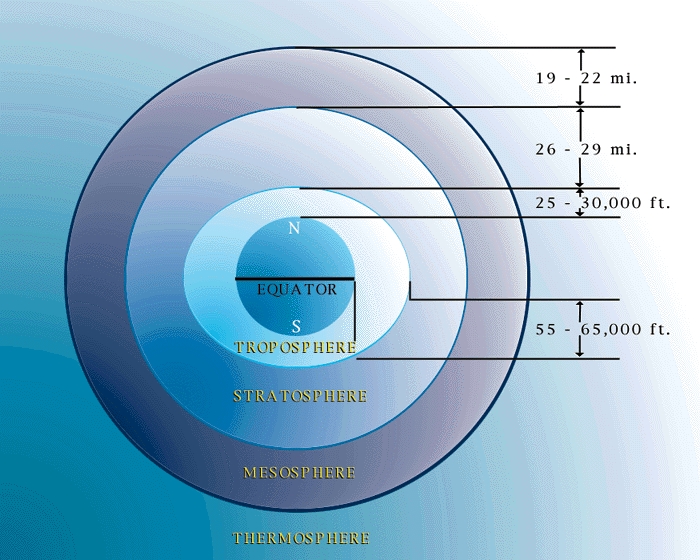 19 - 22 mi.
26 - 29 mi.
25 - 30,000 ft.
N
EQUATOR
S
55 - 65,000 ft.
TROPOSPHERE
STRATOSPHERE
MESOSPHERE
THERMOSPHERE